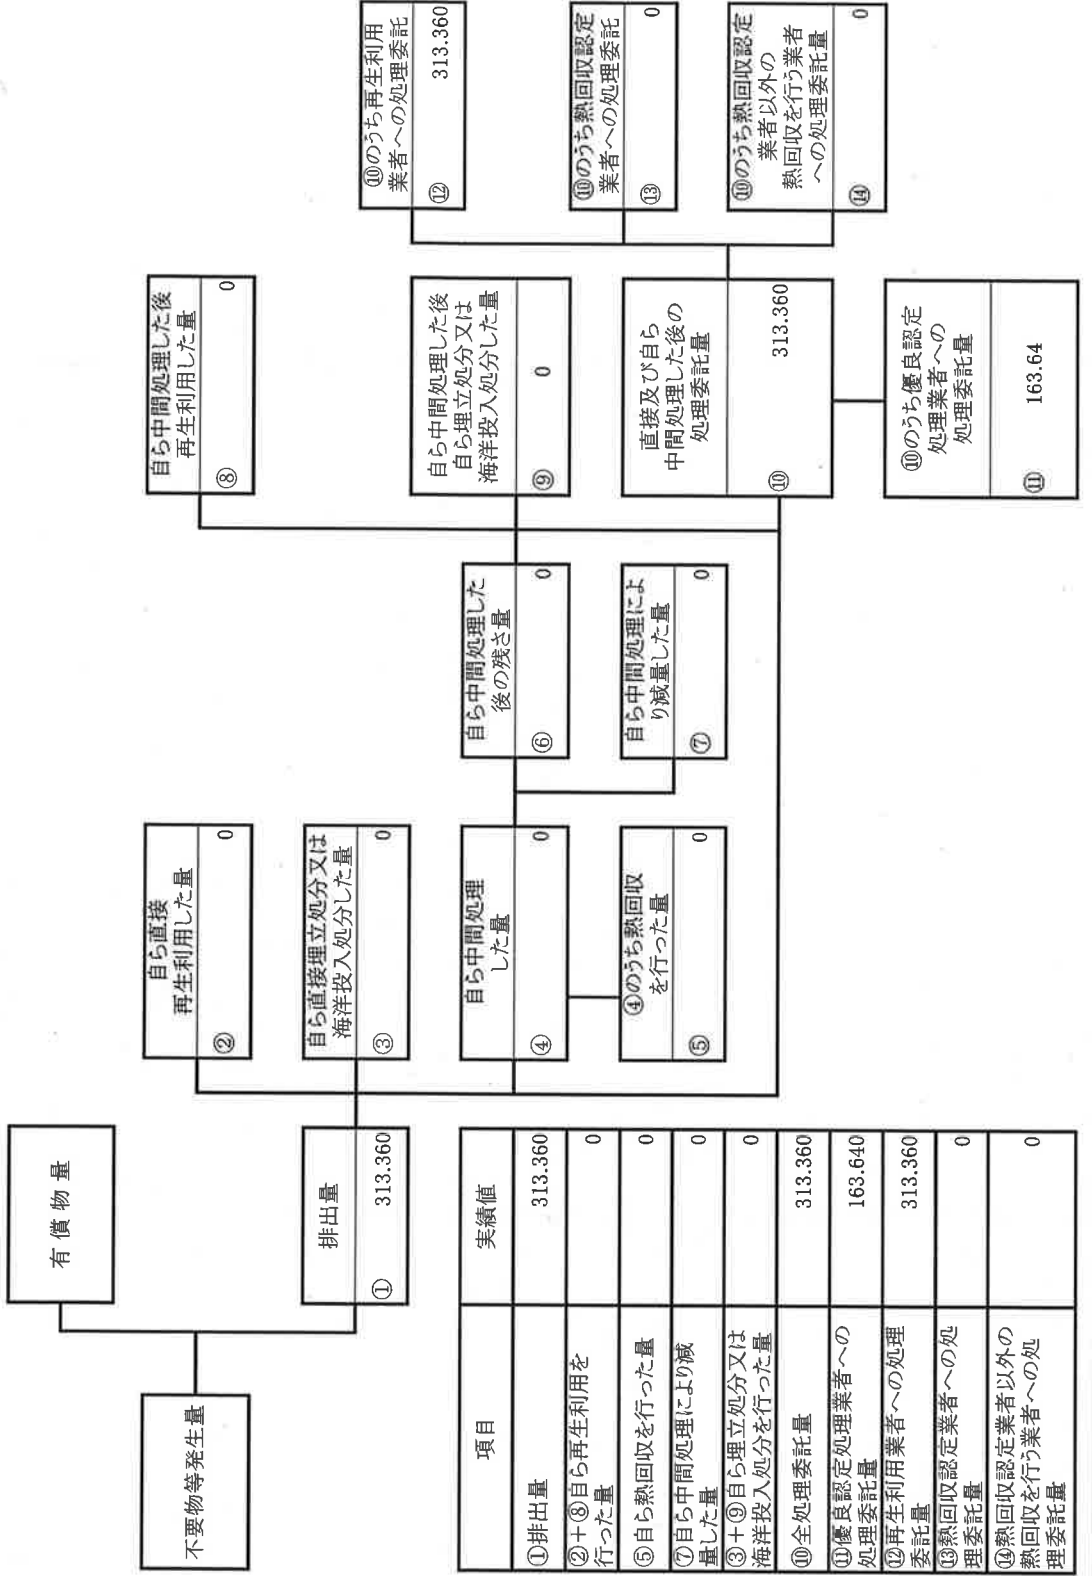 不要物等発生量
有償物量
排出量
① 313.360
自ら直接
再生利用した量
② 0
自ら直接埋立処分又は
海洋投入処分した量
③ 0
自ら中間処理
した量
④ 0
④のうち熱回収
を行った量
⑤ 0
自ら中間処理した
後の残さ量
⑥ 0
自ら中間処理によ
り減量した量
⑦ 0
自ら中間処理した後
再生利用した量
⑧ 0
自ら中間処理した後
自ら埋立処分又は
海洋投入処分した量
⑨ 0
直接及び自ら
中間処理した後の
処理委託量
⑩ 313.360
⑩のうち優良認定
処理業者への
処理委託量
⑪ 163.64
⑩のうち再生利用
業者への処理委託
⑫ 313.360
⑩のうち熱回収認定
業者への処理委託
⑬ 0
⑩のうち熱回収認定
業者以外の
熱回収を行う業者
への処理委託量
⑭ 0
項目 実績値
①排出量 313.360
②＋⑧自ら再生利用を 0
行った量
⑤自ら熱回収を行った量 0
⑦自ら中間処理により減 0
量した量
③＋⑨自ら埋立処分又は 0
海洋投入処分を行った量
⑩全処理委託量 313.360
⑪優良認定処理業者への 163.640
処理委託量
⑫再生利用業者への処理 313.360
委託量
⑬熱回収認定業者への処 0
理委託量
⑭熱回収認定業者以外の
熱回収を行う業者への処 0
理委託量